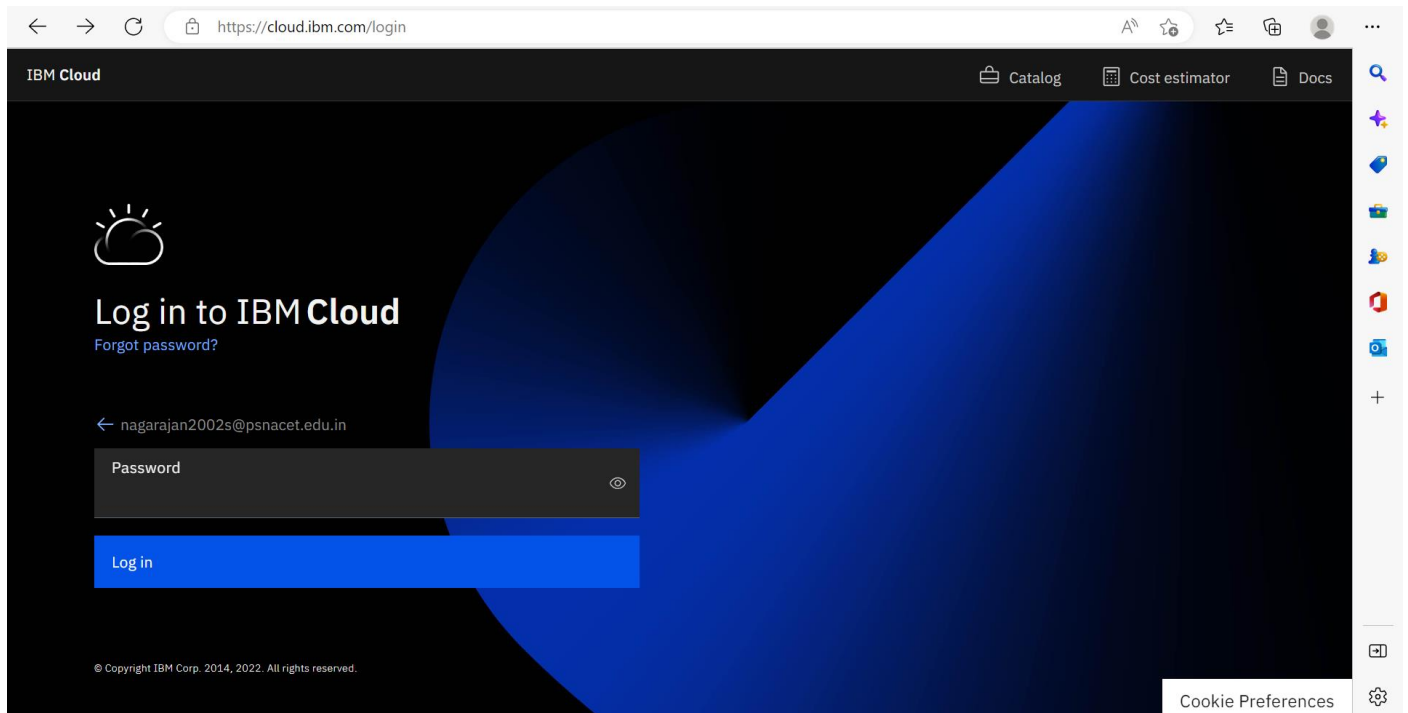 https://cloud.ibm.com/login
IBM Cloud
Catalog
Cost estimator
Docs
Log in to IBM Cloud
Forgot password?
nagarajan2002s@psnacet.edu.in
Password
Log in
© Copyright IBM Corp. 2014, 2022. All rights reserved.
Cookie Preferences